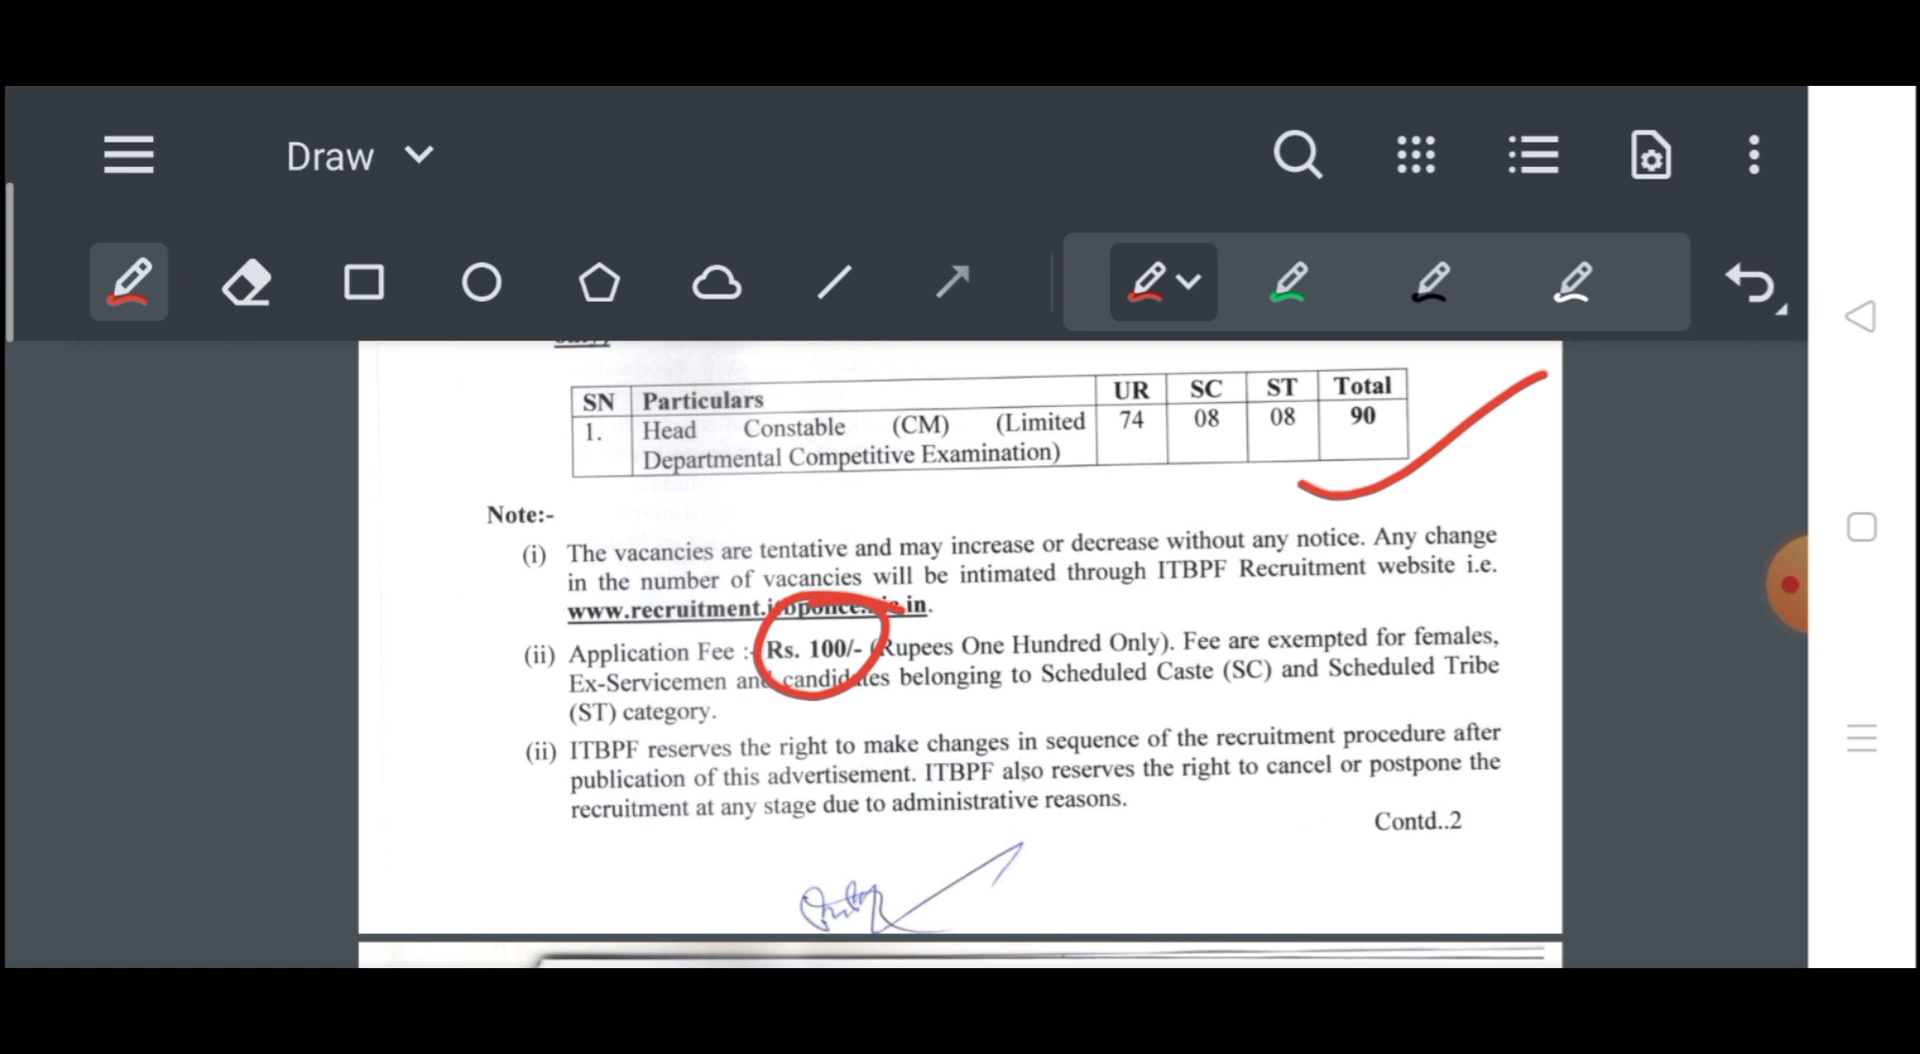 Draw
SN Particulars UR SC ST Total
1. Head Constable (CM) (Limited 74 08 08 90
Departmental Competitive Examination)
Note:-
(i) The vacancies are tentative and may increase or decrease without any notice. Any change
in the number of vacancies will be intimated through ITBPF Recruitment website i.e.
www.recruitment. in.
(ii) Application Fee :- Rs. 100/- (Rupees One Hundred Only). Fee are exempted for females,
Ex-Servicemen and candidates belonging to Scheduled Caste (SC) and Scheduled Tribe
(ST) category.
(ii) ITBPF reserves the right to make changes in sequence of the recruitment procedure after
publication of this advertisement. ITBPF also reserves the right to cancel or postpone the
recruitment at any stage due to administrative reasons.
Contd..2